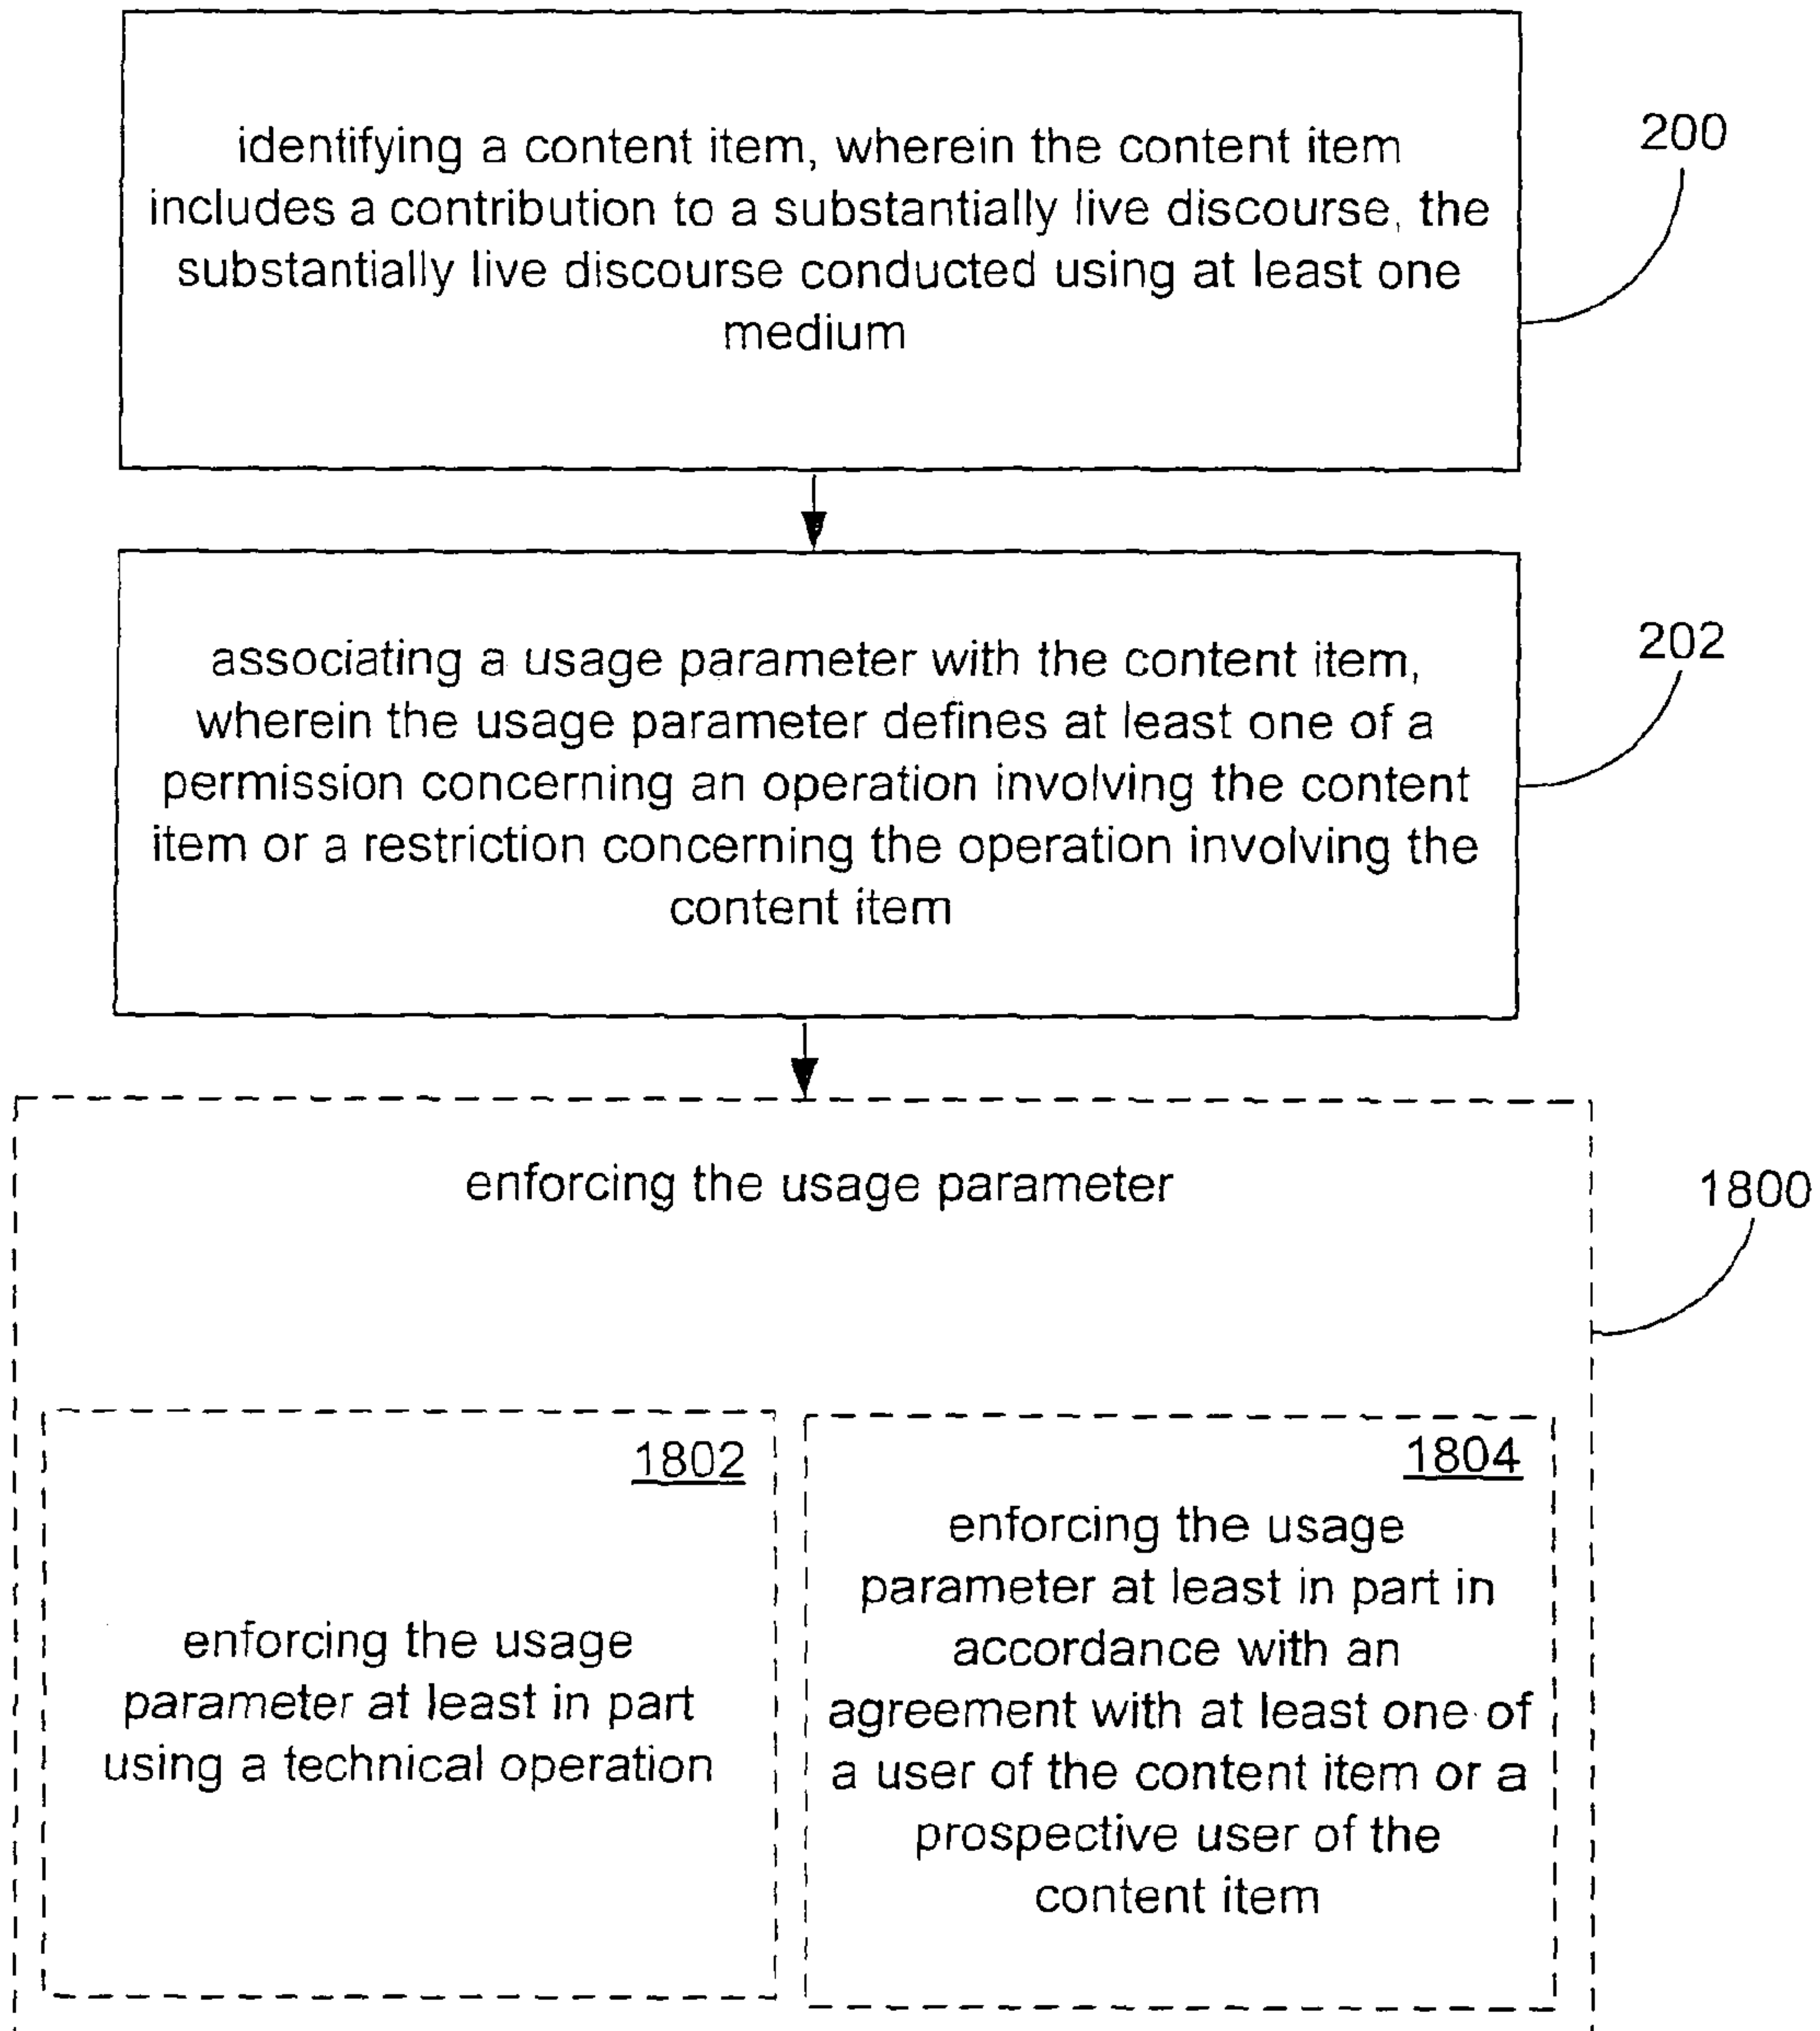 identifying a content item, wherein the content item
includes a contribution to a substantially live discourse, the
substantially live discourse conducted using at least one
medium
200
associating a usage parameter with the content item,
wherein the usage parameter defines at least one of a
permission concerning an operation involving the content
item or a restriction concerning the operation involving the
content item
202
enforcing the usage parameter
1800
1802
enforcing the usage
parameter at least in part
using a technical operation
1804
enforcing the usage
parameter at least in part in
accordance with an
agreement with at least one of
a user of the content item or a
prospective user of the
content item